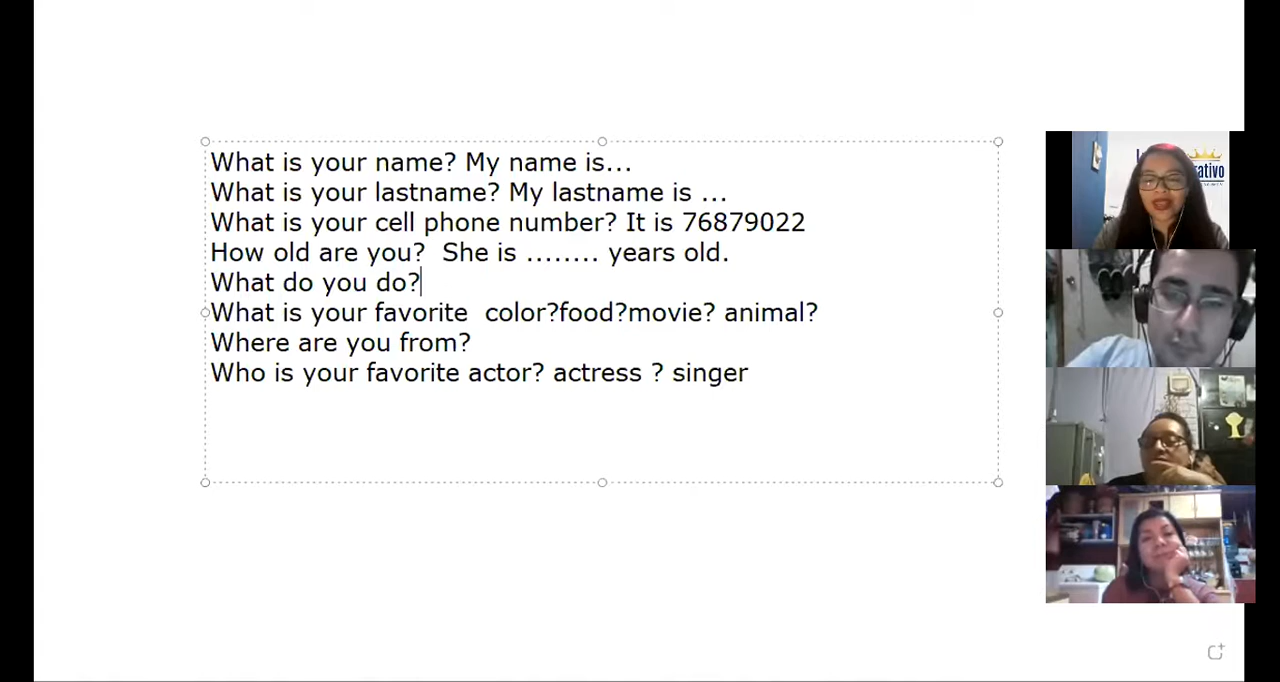 What is your name? My name is...
What is your lastname? My lastname is ...
What is your cell phone number? It is 76879022
How old are you?  She is ........ years old.
What do you do?
What is your favorite  color?food?movie? animal?
Where are you from?
Who is your favorite actor? actress ? singer